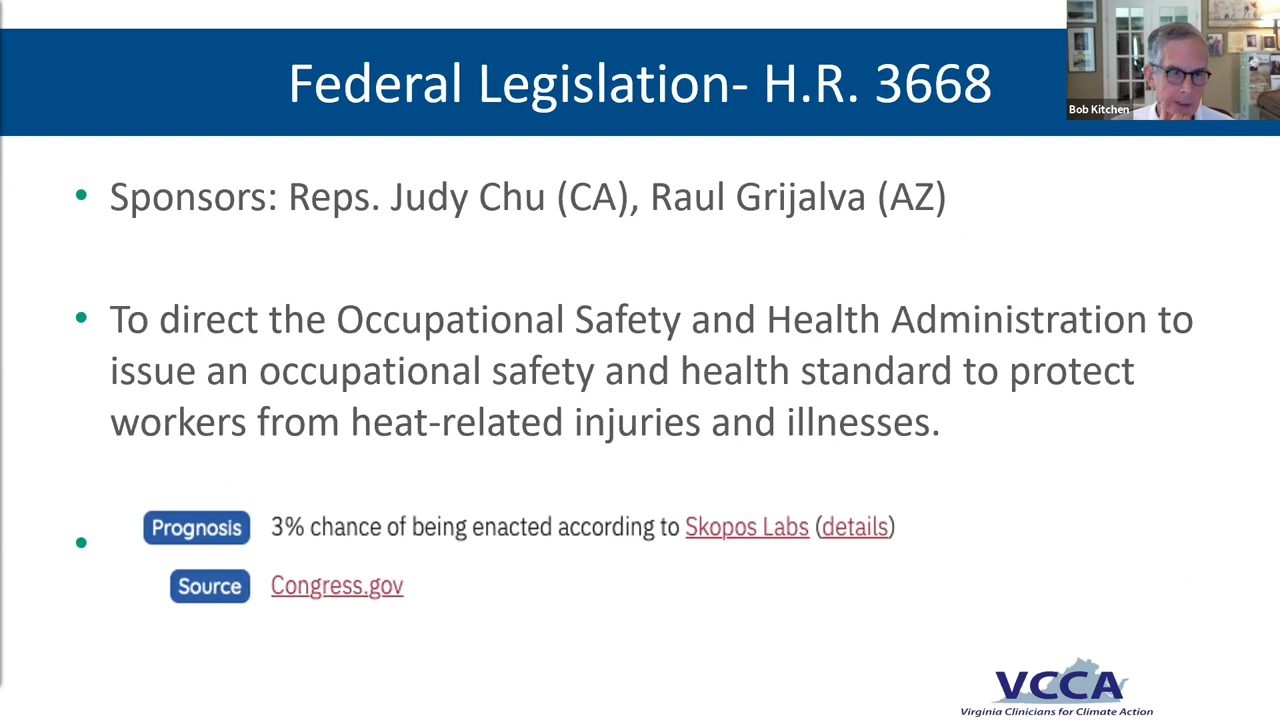 Federal Legislation- H.R. 3668
Bob Kitchen
• Sponsors: Reps. Judy Chu (CA), Raul Grijalva (AZ)
• To direct the Occupational Safety and Health Administration to
issue an occupational safety and health standard to protect
workers from heat-related injuries and illnesses.
• Prognosis 3% chance of being enacted according to Skopos Labs (details)
Source Congress.gov
VCCA
Virginia Clinicians for Climate Action